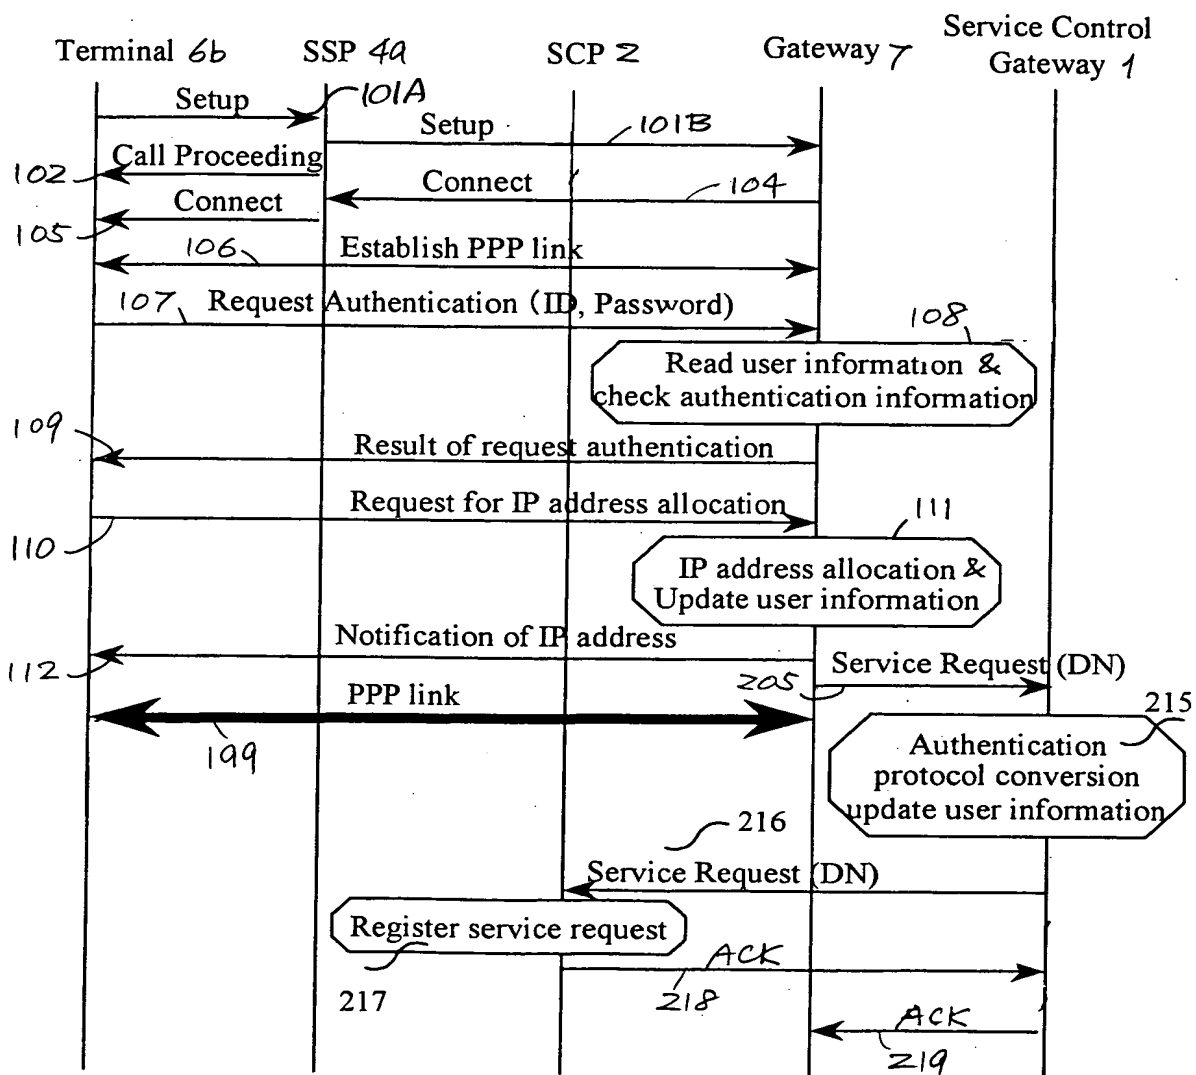 Terminal 6b
SSP 4a
SCP 2
Gateway 7
Service Control
Gateway 1
Setup
101A
Setup
101B
Call Proceeding
102
Connect
104
Connect
105
106
Establish PPP link
107
Request Authentication (ID, Password)
108
Read user information &
check authentication information
109
Result of request authentication
Request for IP address allocation
110
111
IP address allocation &
Update user information
Notification of IP address
112
Service Request (DN)
205
PPP link
199
215
Authentication
protocol conversion
update user information
216
Service Request (DN)
Register service request
217
ACK
218
ACK
219